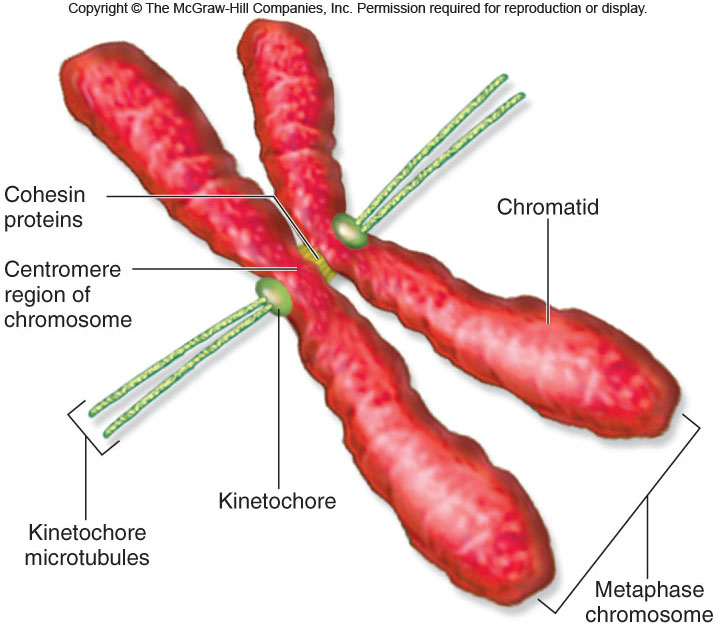 Copyright © The McGraw-Hill Companies, Inc. Permission required for reproduction or display.
Cohesin
proteins
Centromere
region of
chromosome
Chromatid
Kinetochore
Kinetochore
microtubules
Metaphase
chromosome